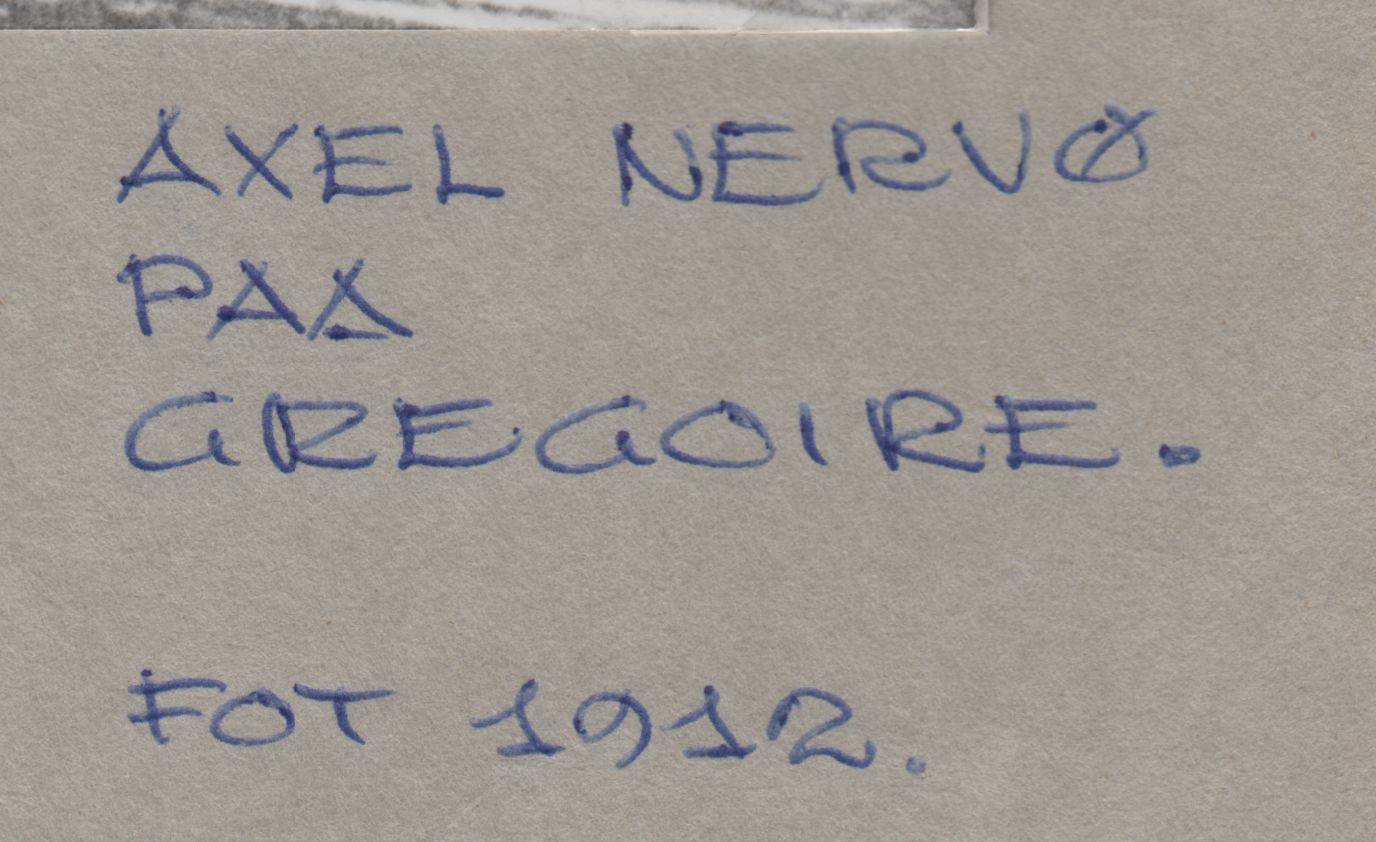 AXEL NERVØ
PAA
GREGOIRE.
FOT 1912.